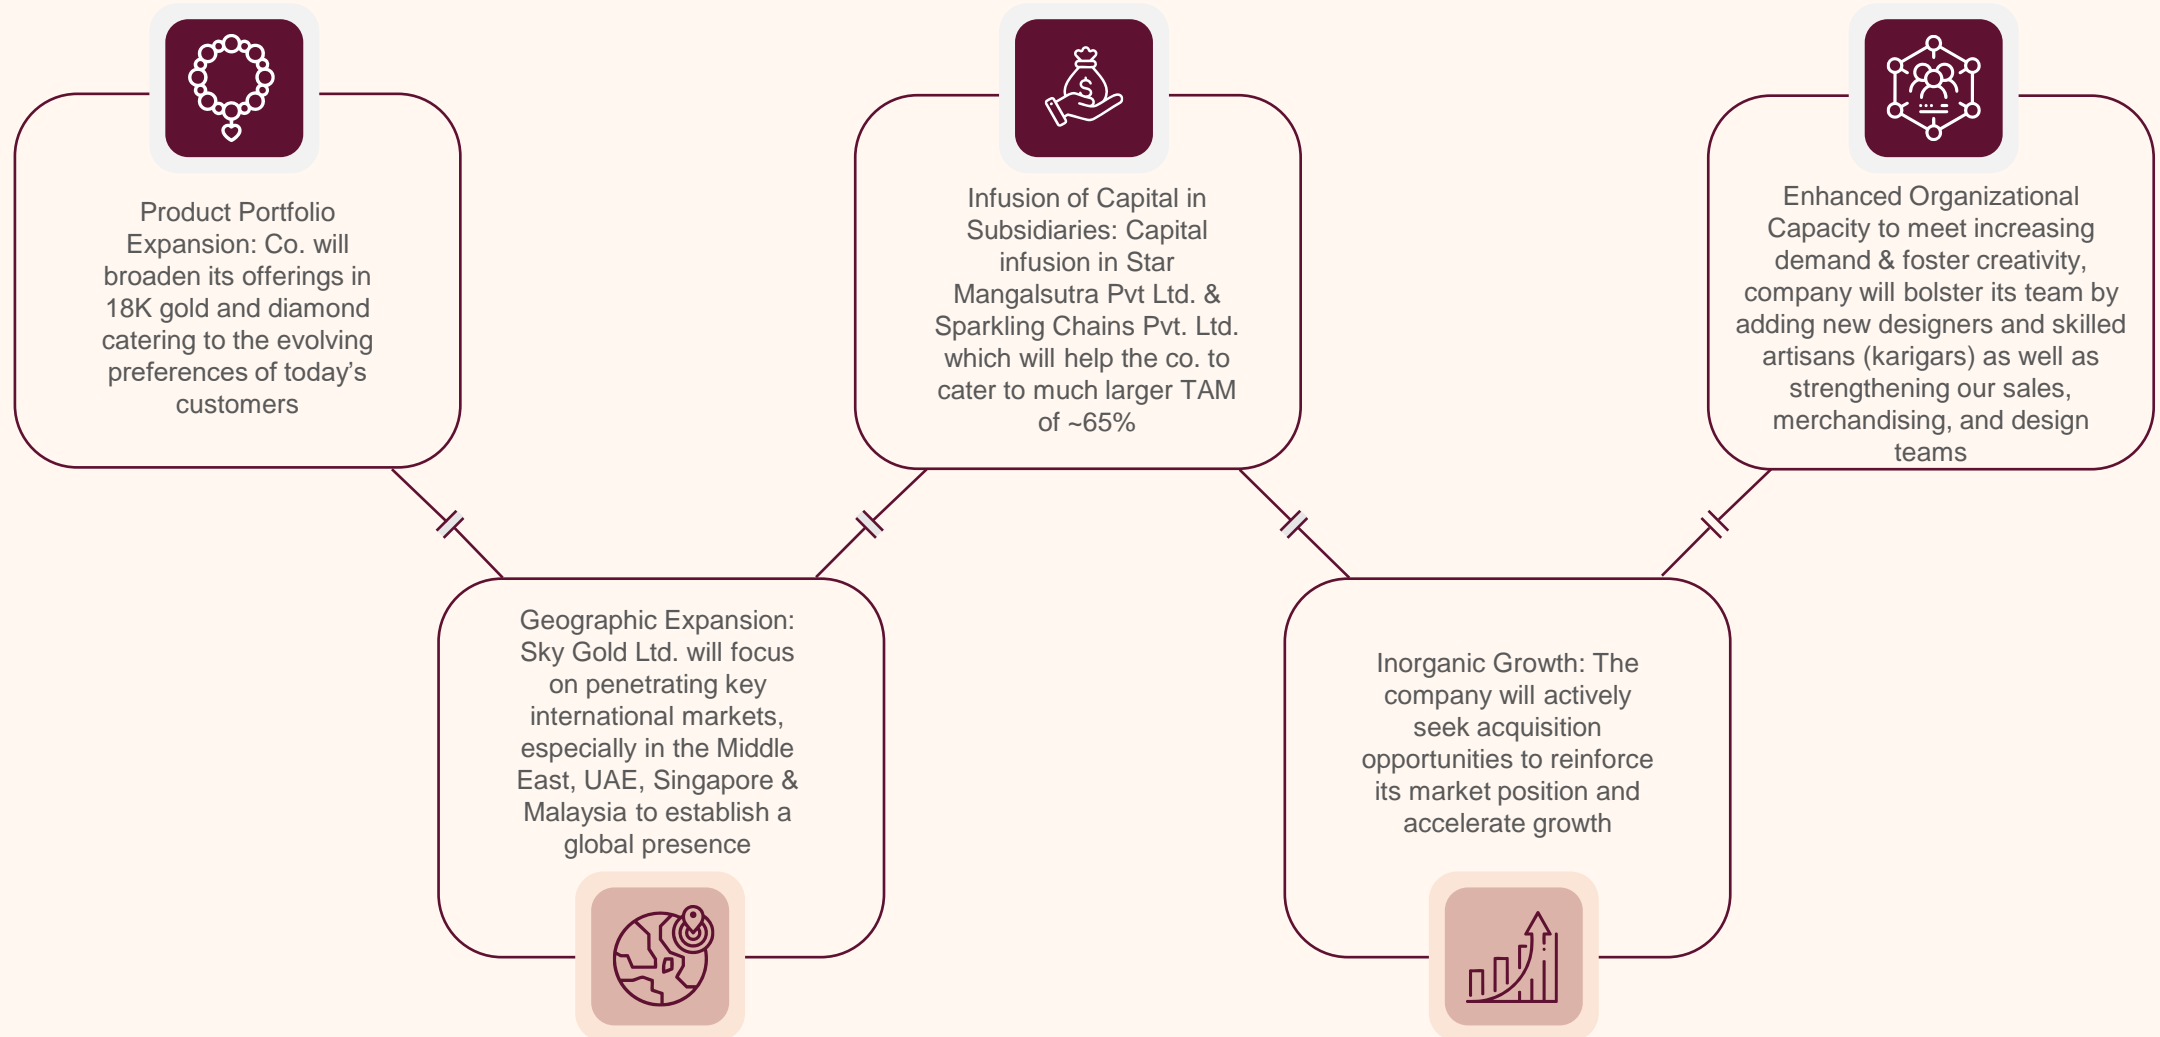 Product Portfolio
Expansion: Co. will
broaden its offerings in
18K gold and diamond
catering to the evolving
preferences of today’s
customers
Geographic Expansion:
Sky Gold Ltd. will focus
on penetrating key
international markets,
especially in the Middle
East, UAE, Singapore &
Malaysia to establish a
global presence
Infusion of Capital in
Subsidiaries: Capital
infusion in Star
Mangalsutra Pvt Ltd. &
Sparkling Chains Pvt. Ltd.
which will help the co. to
cater to much larger TAM
of ~65%
Inorganic Growth: The
company will actively
seek acquisition
opportunities to reinforce
its market position and
accelerate growth
Enhanced Organizational
Capacity to meet increasing
demand & foster creativity,
company will bolster its team by
adding new designers and skilled
artisans (karigars) as well as
strengthening our sales,
merchandising, and design
teams